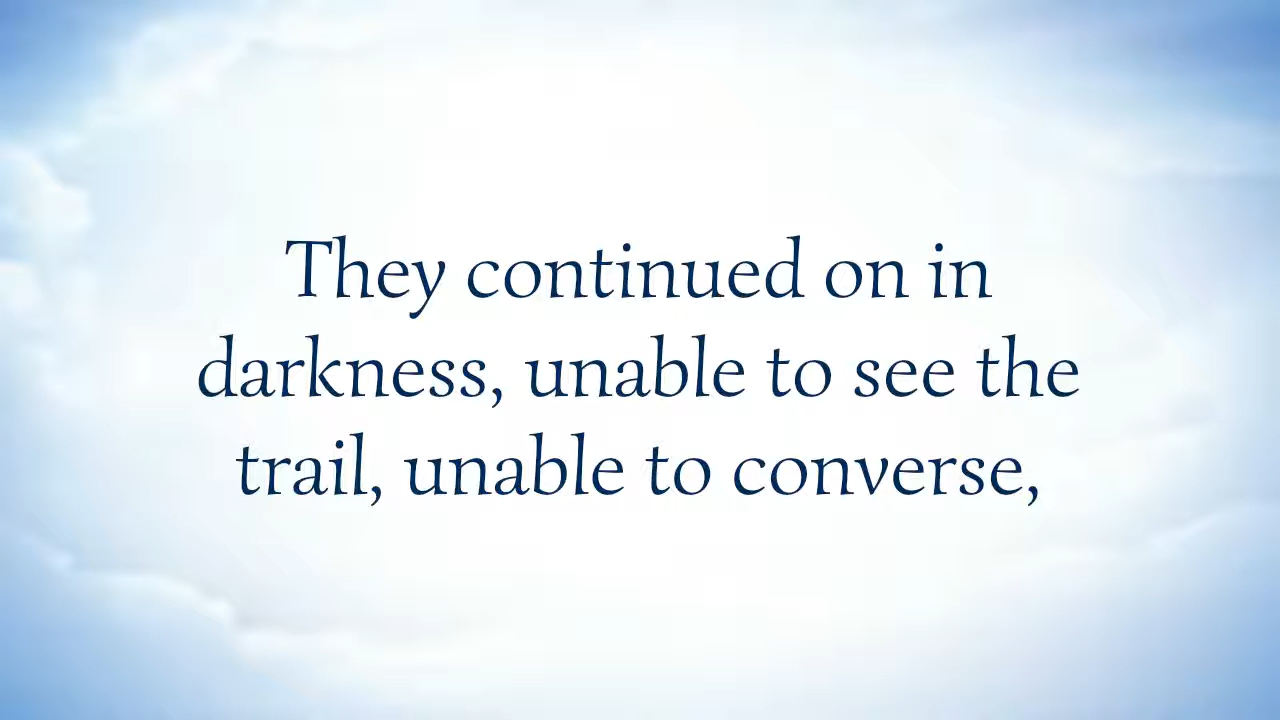 They continued on in
darkness, unable to see the
trail, unable to converse,